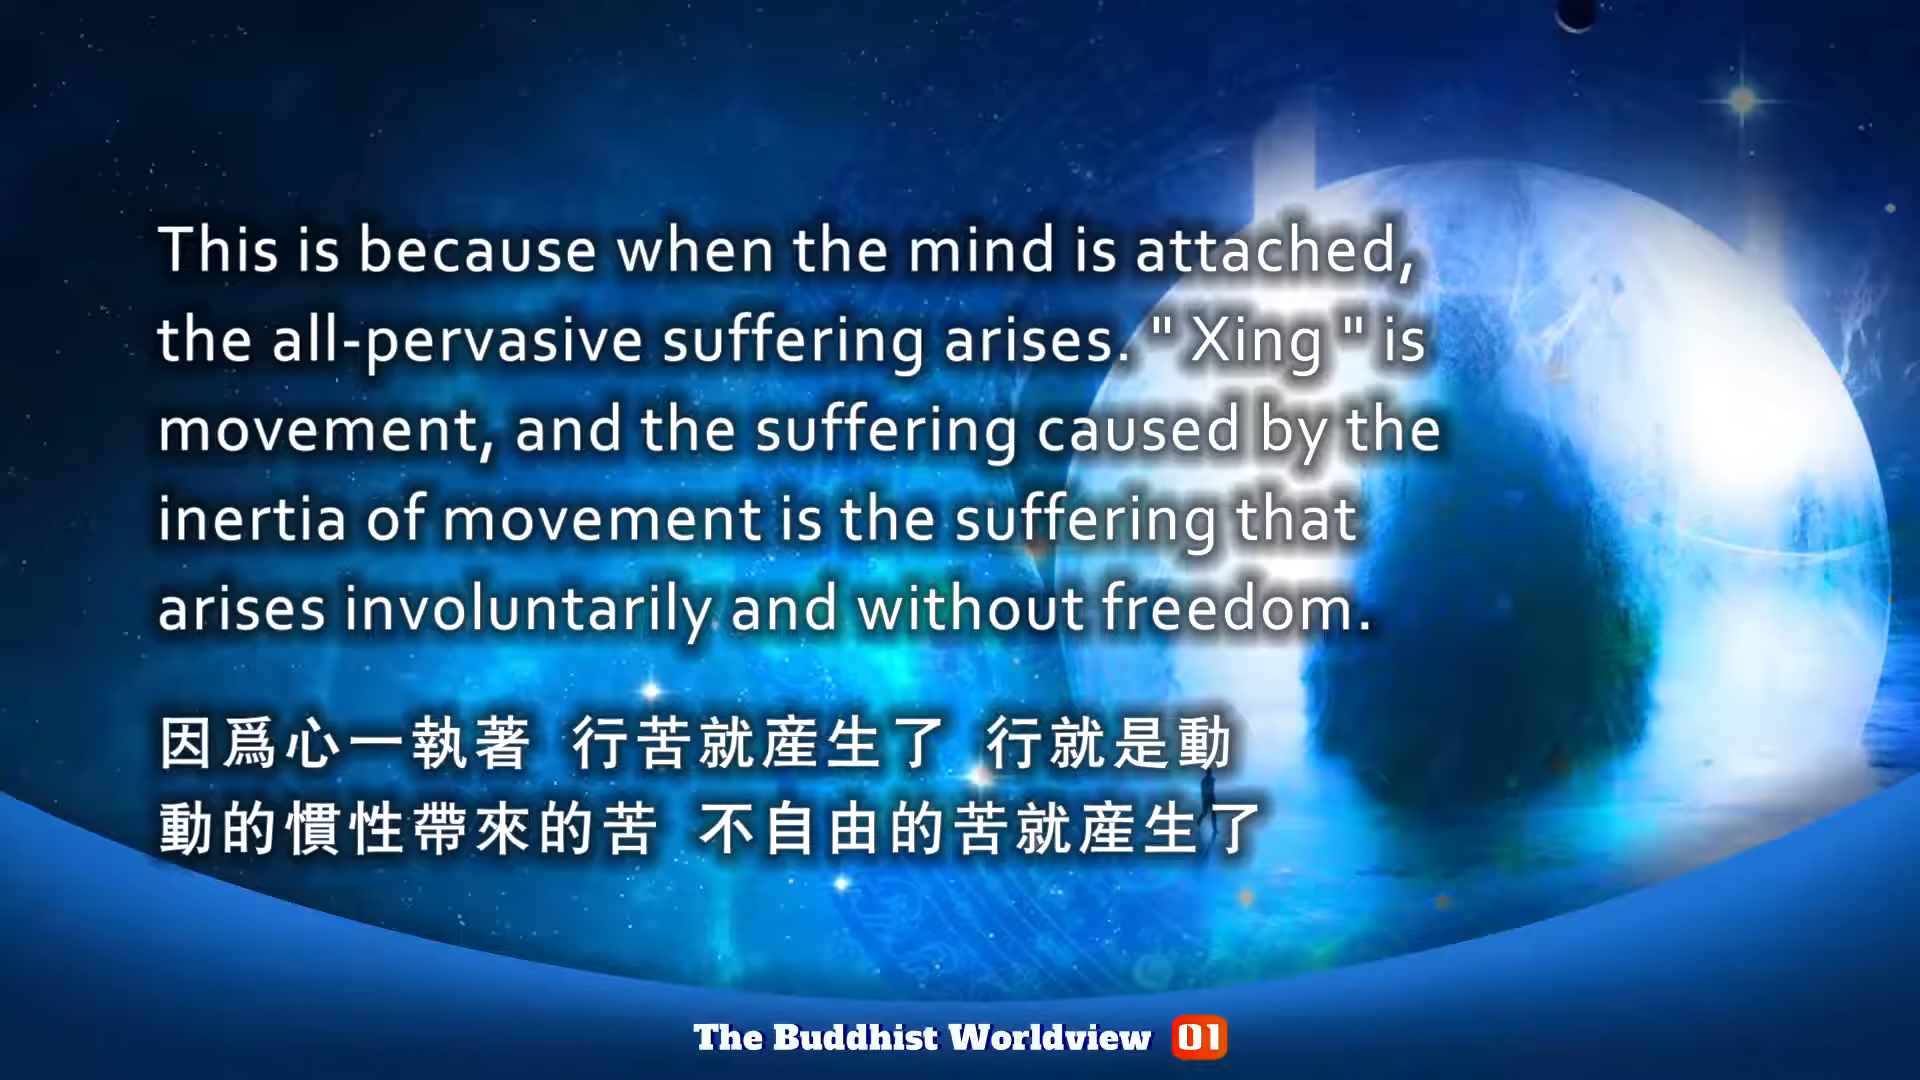 This is because when the mind is attached,
the all-pervasive suffering arises. " Xing " is
movement, and the suffering caused by the
inertia of movement is the suffering that
arises involuntarily and without freedom.
因爲心一執著 行苦就産生了 行就是動
動的慣性帶來的苦 不自由的苦就産生了
The Buddhist Worldview 01